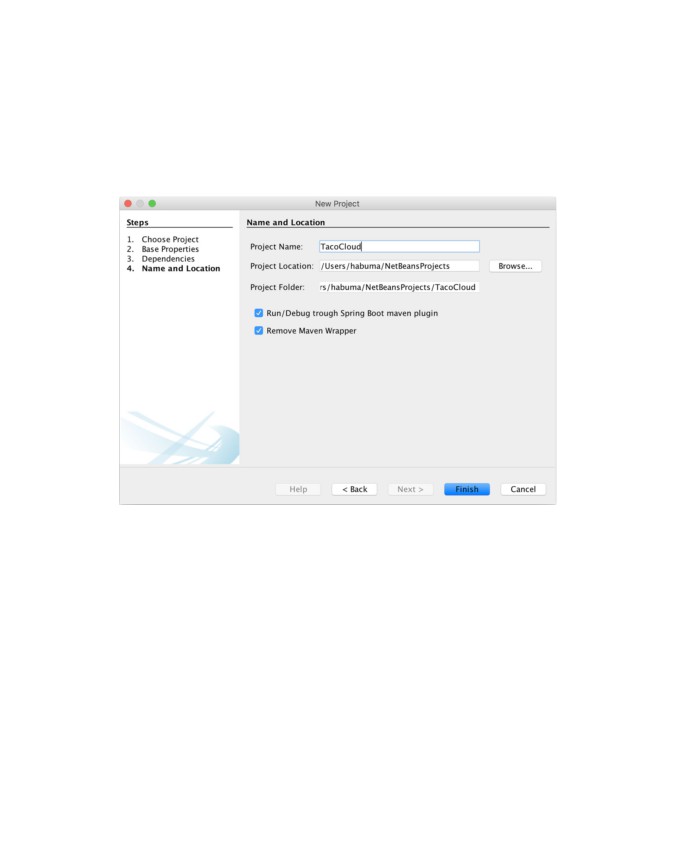 New Project
Steps
1. Choose Project
2. Base Properties
3. Dependencies
4. Name and Location
Name and Location
Project Name: TacoCloud
Project Location: /Users/habuma/NetBeansProjects Browse...
Project Folder: rs/habuma/NetBeansProjects/TacoCloud
Run/Debug trough Spring Boot maven plugin
Remove Maven Wrapper
Help < Back Next > Finish Cancel